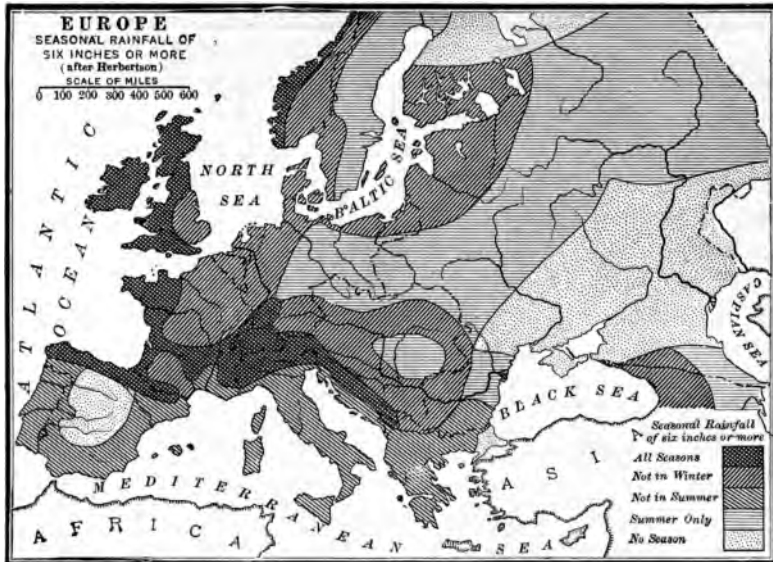 EUROPE
SEASONAL RAINFALL OF
SIX INCHES OR MORE
(after Herbertson)
SCALE OF MILES
0 100 200 300 400 500 600
ATLANTIC
OCEAN
NORTH
SEA
BALTIC SEA
CASPIAN
SEA
BLACK SEA
MEDITERRANEAN SEA
AFRICA
ASIA
Seasonal Rainfall
of six inches or more
All Seasons
Not in Winter
Not in Summer
Summer Only
No Season